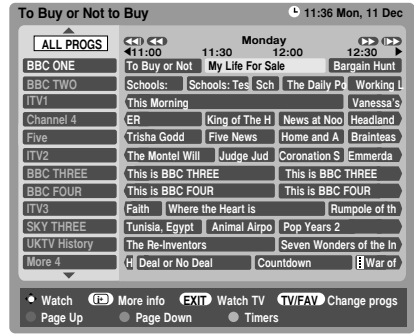 To Buy or Not to Buy 11:36 Mon, 11 Dec
ALL PROGS Monday
11:00 11:30 12:00 12:30
BBC ONE To Buy or Not My Life For Sale Bargain Hunt
BBC TWO Schools: Schools: Tes Sch The Daily Po Working L
ITV1 This Morning Vanessa's
Channel 4 ER King of The H News at Noo Headland
Five Trisha Godd Five News Home and A Brainteas
ITV2 The Montel Will Judge Jud Coronation S Emmerda
BBC THREE This is BBC THREE This is BBC THREE
BBC FOUR This is BBC FOUR This is BBC FOUR
ITV3 Faith Where the Heart is Rumpole of th
SKY THREE Tunisia, Egypt Animal Airpo Pop Years 2
UKTV History The Re-Inventors Seven Wonders of the In
More 4 H Deal or No Deal Countdown War of
Watch i More info EXIT Watch TV TV/FAV Change progs
Page Up Page Down Timers